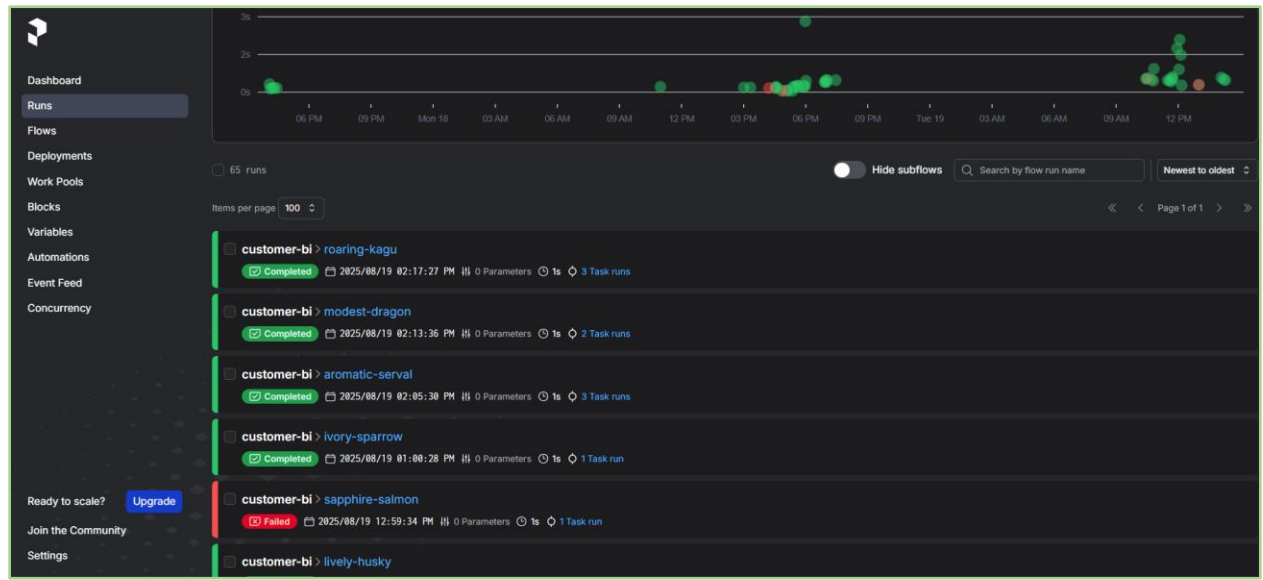 3s
2s
0s
06 PM 09 PM Mon 18 03 AM 06 AM 09 AM 12 PM 03 PM 06 PM 09 PM Tue 19 03 AM 06 AM 09 AM 12 PM
Dashboard
Runs
Flows
Deployments
Work Pools
Blocks
Variables
Automations
Event Feed
Concurrency
Ready to scale? Upgrade
Join the Community
Settings
65 runs Hide subflows Search by flow run name Newest to oldest
Items per page 100 Page 1 of 1
customer-bi > roaring-kagu
Completed 2025/08/19 02:17:27 PM 0 Parameters 1s 3 Task runs
customer-bi > modest-dragon
Completed 2025/08/19 02:13:36 PM 0 Parameters 1s 2 Task runs
customer-bi > aromatic-serval
Completed 2025/08/19 02:05:30 PM 0 Parameters 1s 3 Task runs
customer-bi > ivory-sparrow
Completed 2025/08/19 01:00:28 PM 0 Parameters 1s 1 Task run
customer-bi > sapphire-salmon
Failed 2025/08/19 12:59:34 PM 0 Parameters 1s 1 Task run
customer-bi > lively-husky